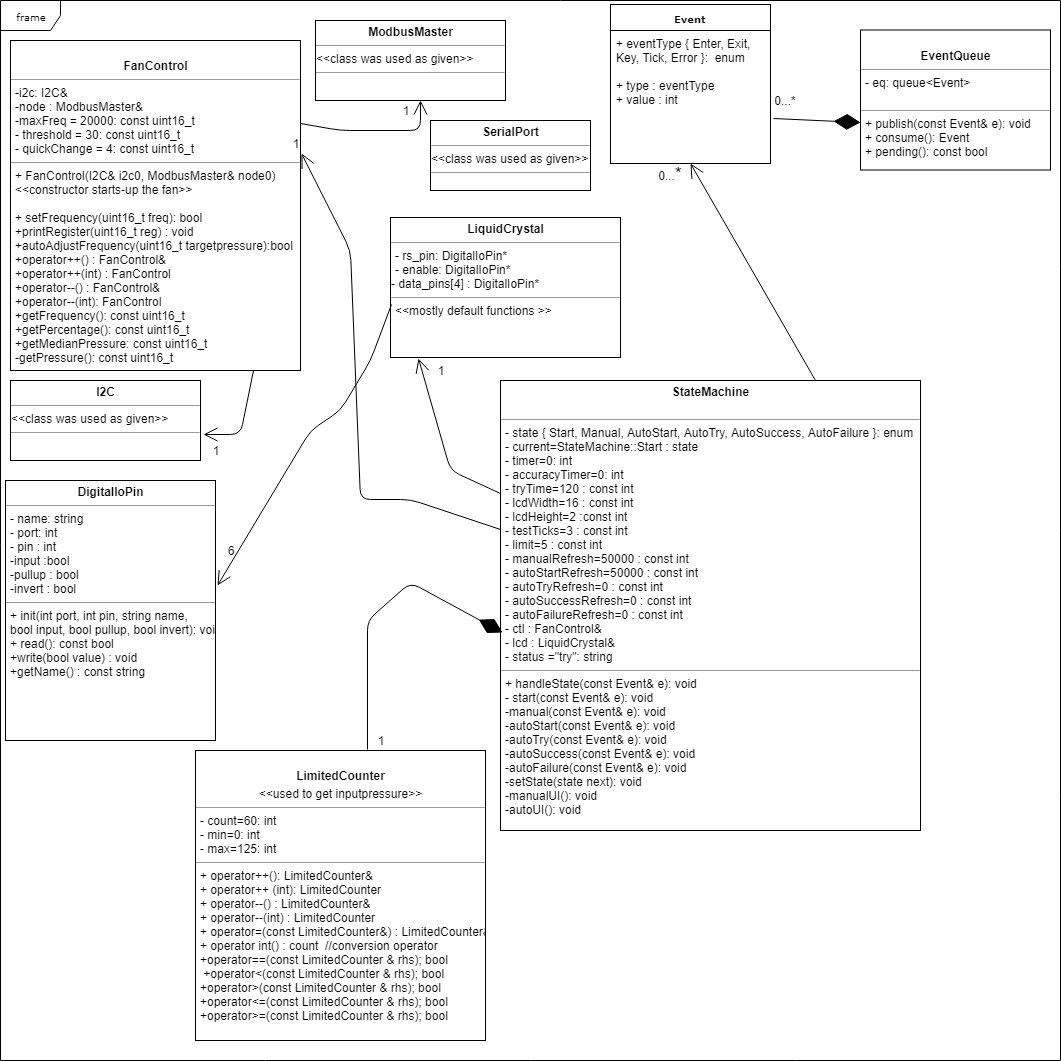 frame
FanControl
-i2c: I2C&
-node : ModbusMaster&
-maxFreq = 20000: const uint16_t
- threshold = 30: const uint16_t
- quickChange = 4: const uint16_t
+ FanControl(I2C& i2c0, ModbusMaster& node0)
<<constructor starts-up the fan>>
+ setFrequency(uint16_t freq): bool
+printRegister(uint16_t reg) : void
+autoAdjustFrequency(uint16_t targetpressure):bool
+operator++() : FanControl&
+operator++(int) : FanControl
+operator--() : FanControl&
+operator--(int): FanControl
+getFrequency(): const uint16_t
+getPercentage(): const uint16_t
+getMedianPressure: const uint16_t
-getPressure(): const uint16_t
ModbusMaster
<<class was used as given>>
1
1
SerialPort
<<class was used as given>>
Event
+ eventType { Enter, Exit,
Key, Tick, Error }:  enum
+ type : eventType
+ value : int
0...*
0...*
EventQueue
- eq: queue<Event>
+ publish(const Event& e): void
+ consume(): Event
+ pending(): const bool
LiquidCrystal
- rs_pin: DigitalIoPin*
- enable: DigitalIoPin*
- data_pins[4] : DigitalIoPin*
<<mostly default functions >>
1
I2C
<<class was used as given>>
1
DigitalIoPin
- name: string
- port: int
- pin : int
-input :bool
-pullup : bool
-invert : bool
+ init(int port, int pin, string name,
bool input, bool pullup, bool invert): voi
+ read(): const bool
+write(bool value) : void
+getName() : const string
6
StateMachine
- state { Start, Manual, AutoStart, AutoTry, AutoSuccess, AutoFailure }: enum
- current=StateMachine::Start : state
- timer=0: int
- accuracyTimer=0: int
- tryTime=120 : const int
- lcdWidth=16 : const int
- lcdHeight=2 :const int
- testTicks=3 : const int
- limit=5 : const int
- manualRefresh=50000 : const int
- autoStartRefresh=50000 : const int
- autoTryRefresh=0 : const int
- autoSuccessRefresh=0 : const int
- autoFailureRefresh=0 : const int
- ctl : FanControl&
- lcd : LiquidCrystal&
- status ="try": string
+ handleState(const Event& e): void
- start(const Event& e): void
-manual(const Event& e): void
-autoStart(const Event& e): void
-autoTry(const Event& e): void
-autoSuccess(const Event& e): void
-autoFailure(const Event& e): void
-setState(state next): void
-manualUI(): void
-autoUI(): void
1
LimitedCounter
<<used to get inputpressure>>
- count=60: int
- min=0: int
- max=125: int
+ operator++(): LimitedCounter&
+ operator++ (int): LimitedCounter
+ operator--() : LimitedCounter&
+ operator--(int) : LimitedCounter
+ operator=(const LimitedCounter&) : LimitedCounter&
+ operator int() : count  //conversion operator
+operator==(const LimitedCounter & rhs); bool
+operator<(const LimitedCounter & rhs); bool
+operator>(const LimitedCounter & rhs); bool
+operator<=(const LimitedCounter & rhs); bool
+operator>=(const LimitedCounter & rhs); bool